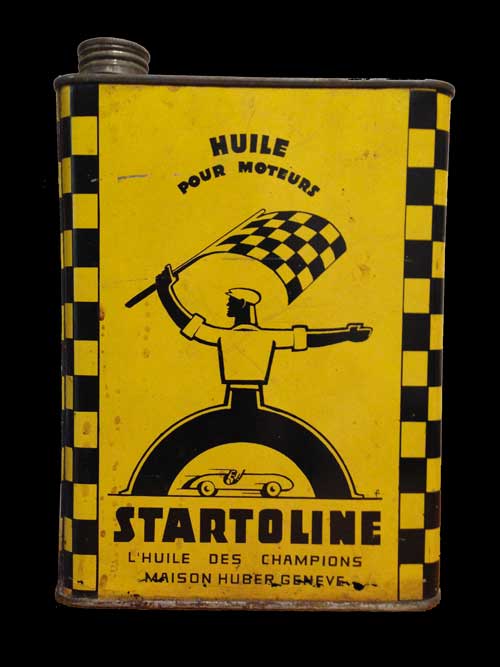 HUILE
POUR MOTEURS
STARTOLINE
L'HUILE DES CHAMPIONS
MAISON HUBER GENEVE